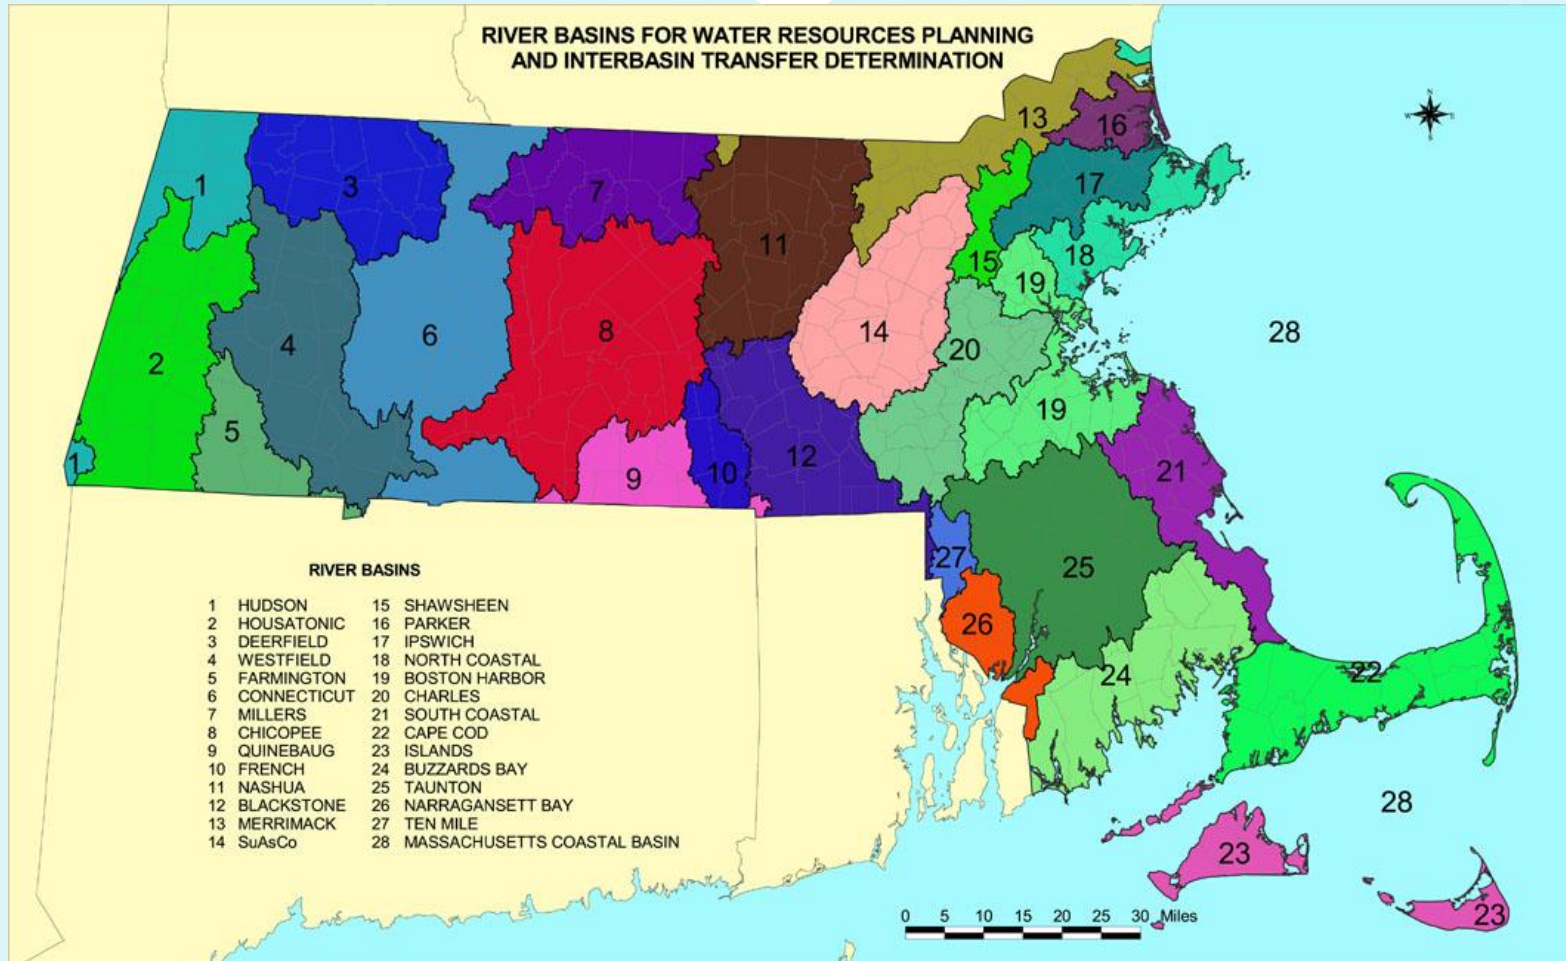 RIVER BASINS FOR WATER RESOURCES PLANNING
AND INTERBASIN TRANSFER DETERMINATION
N
W E
S
13
16
1
3
7
17
11
15
18
19
2
4
6
8
14
20
28
5
19
12
1
9
10
21
27
25
26
24
22
28
23
23
RIVER BASINS
1 HUDSON
2 HOUSATONIC
3 DEERFIELD
4 WESTFIELD
5 FARMINGTON
6 CONNECTICUT
7 MILLERS
8 CHICOPEE
9 QUINEBAUG
10 FRENCH
11 NASHUA
12 BLACKSTONE
13 MERRIMACK
14 SuAsCo
15 SHAWSHEEN
16 PARKER
17 IPSWICH
18 NORTH COASTAL
19 BOSTON HARBOR
20 CHARLES
21 SOUTH COASTAL
22 CAPE COD
23 ISLANDS
24 BUZZARDS BAY
25 TAUNTON
26 NARRAGANSETT BAY
27 TEN MILE
28 MASSACHUSETTS COASTAL BASIN
0 5 10 15 20 25 30 Miles